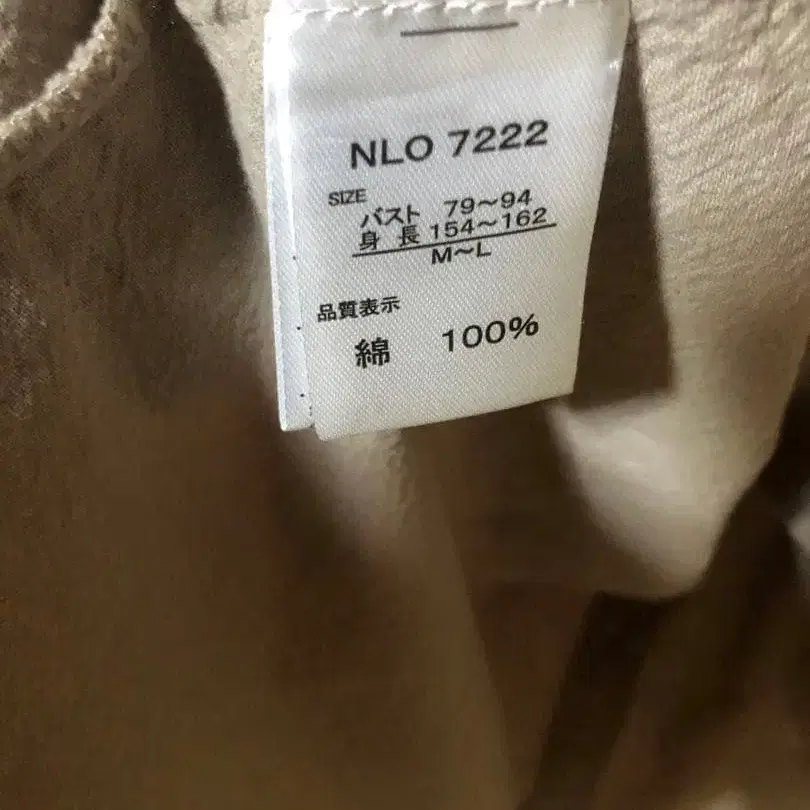 NLO 7222
SIZE
バスト 79～94
身 長 154～162
M～L
品質表示
綿 100%